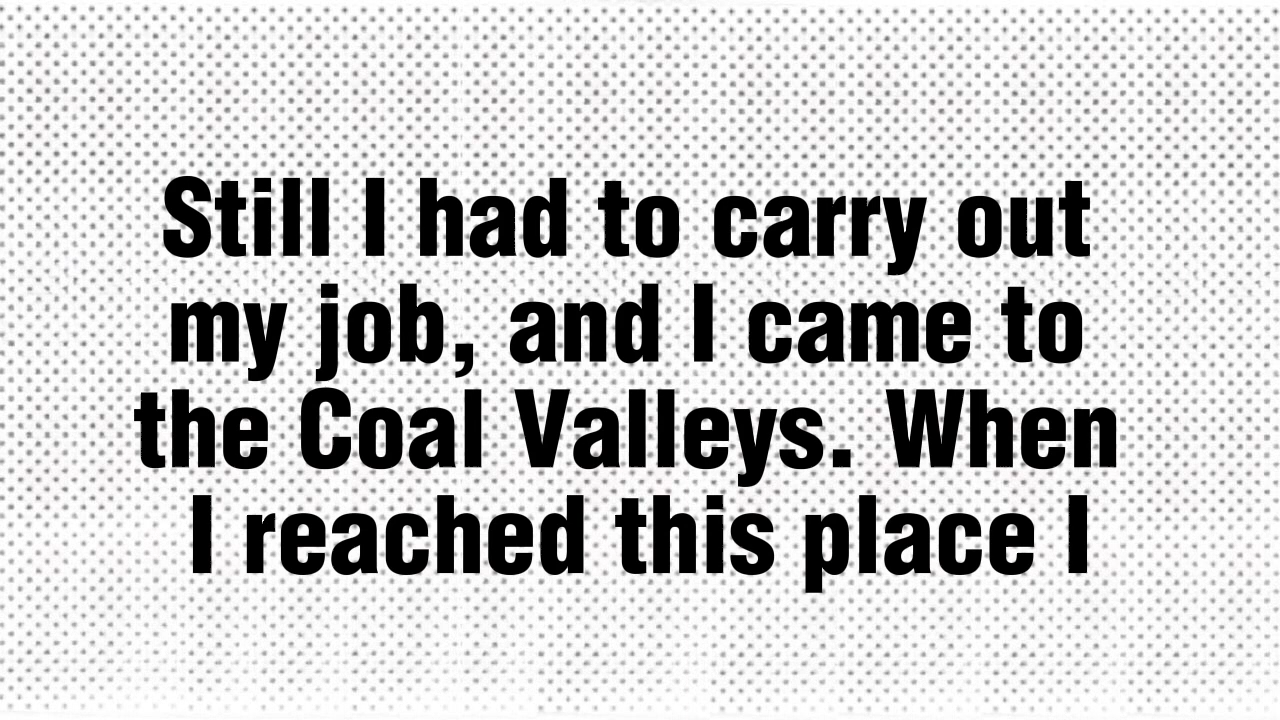 Still I had to carry out
my job, and I came to
the Coal Valleys. When
I reached this place I